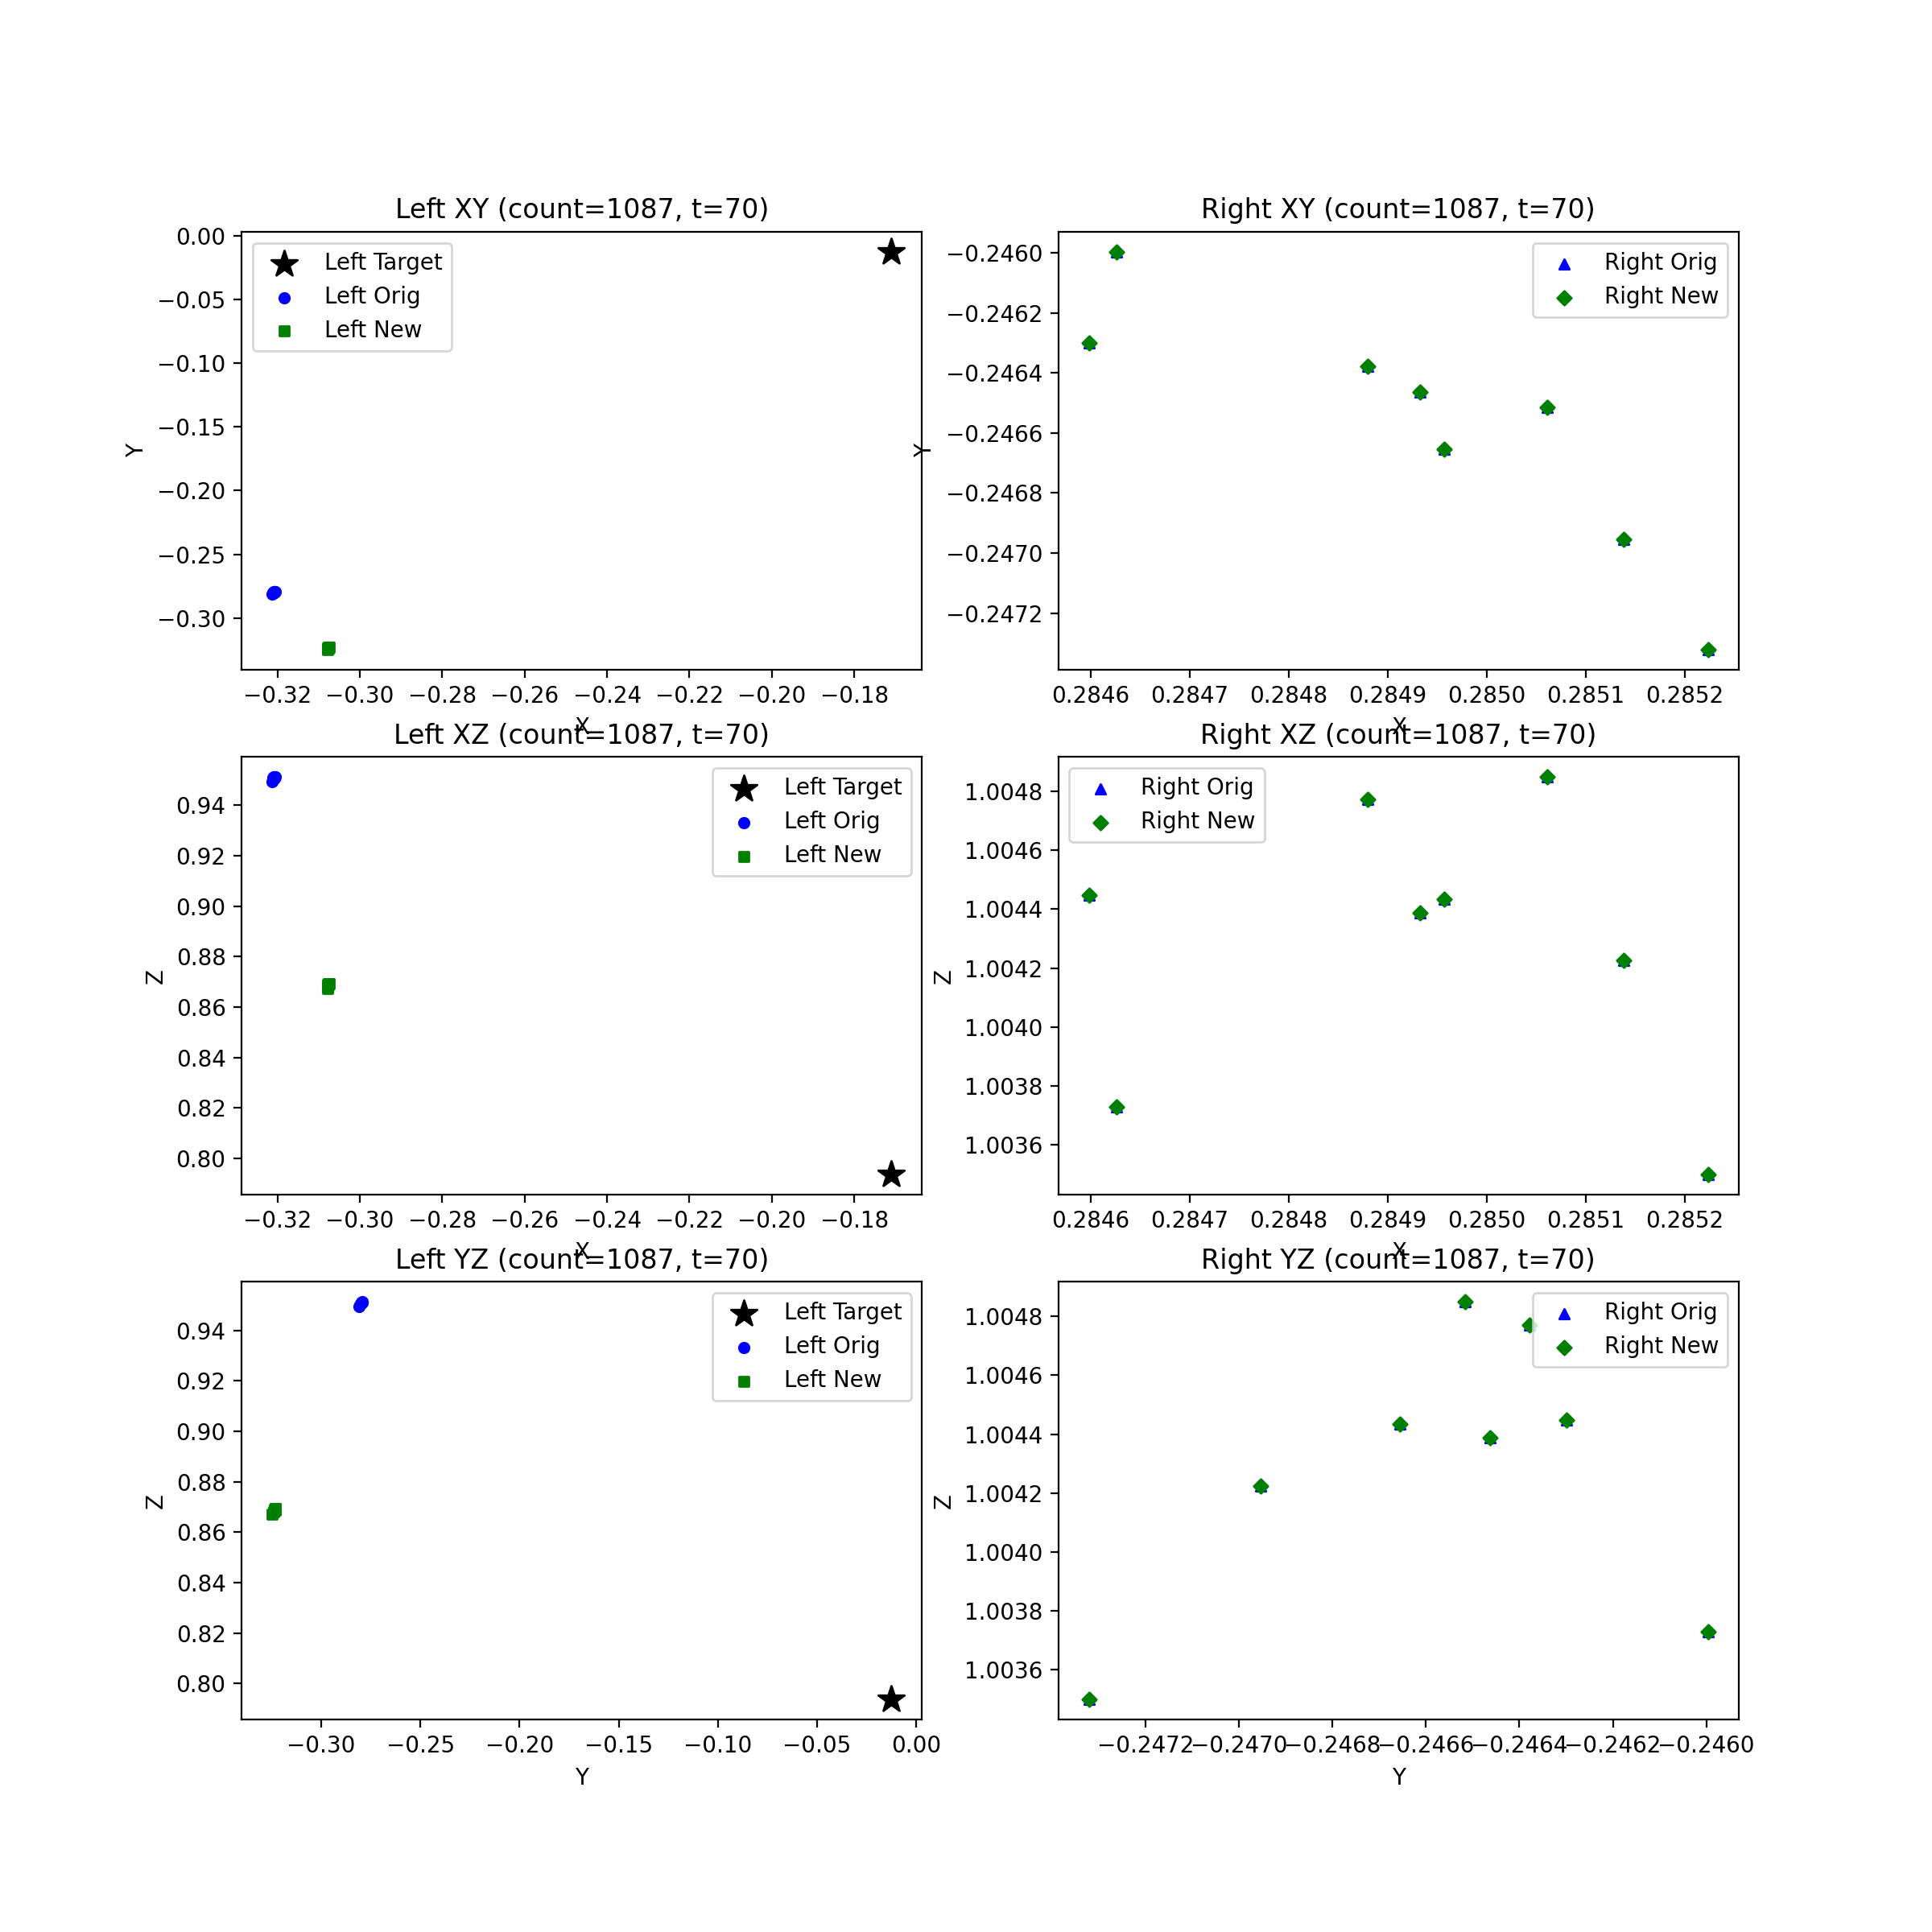 Left XY (count=1087, t=70)
Right XY (count=1087, t=70)
0.00
−0.05
−0.10
−0.15
−0.20
−0.25
−0.30
Y
Left Target
Left Orig
Left New
−0.32 −0.30 −0.28 −0.26 −0.24 −0.22 −0.20 −0.18
X
−0.2460
−0.2462
−0.2464
−0.2466
−0.2468
−0.2470
−0.2472
Y
Right Orig
Right New
0.2846 0.2847 0.2848 0.2849 0.2850 0.2851 0.2852
X
Left XZ (count=1087, t=70)
Right XZ (count=1087, t=70)
0.94
0.92
0.90
0.88
0.86
0.84
0.82
0.80
Z
Left Target
Left Orig
Left New
−0.32 −0.30 −0.28 −0.26 −0.24 −0.22 −0.20 −0.18
X
1.0048
1.0046
1.0044
1.0042
1.0040
1.0038
1.0036
Z
Right Orig
Right New
0.2846 0.2847 0.2848 0.2849 0.2850 0.2851 0.2852
X
Left YZ (count=1087, t=70)
Right YZ (count=1087, t=70)
0.94
0.92
0.90
0.88
0.86
0.84
0.82
0.80
Z
Left Target
Left Orig
Left New
−0.30 −0.25 −0.20 −0.15 −0.10 −0.05 0.00
Y
1.0048
1.0046
1.0044
1.0042
1.0040
1.0038
1.0036
Z
Right Orig
Right New
−0.2472 −0.2470 −0.2468 −0.2466 −0.2464 −0.2462 −0.2460
Y